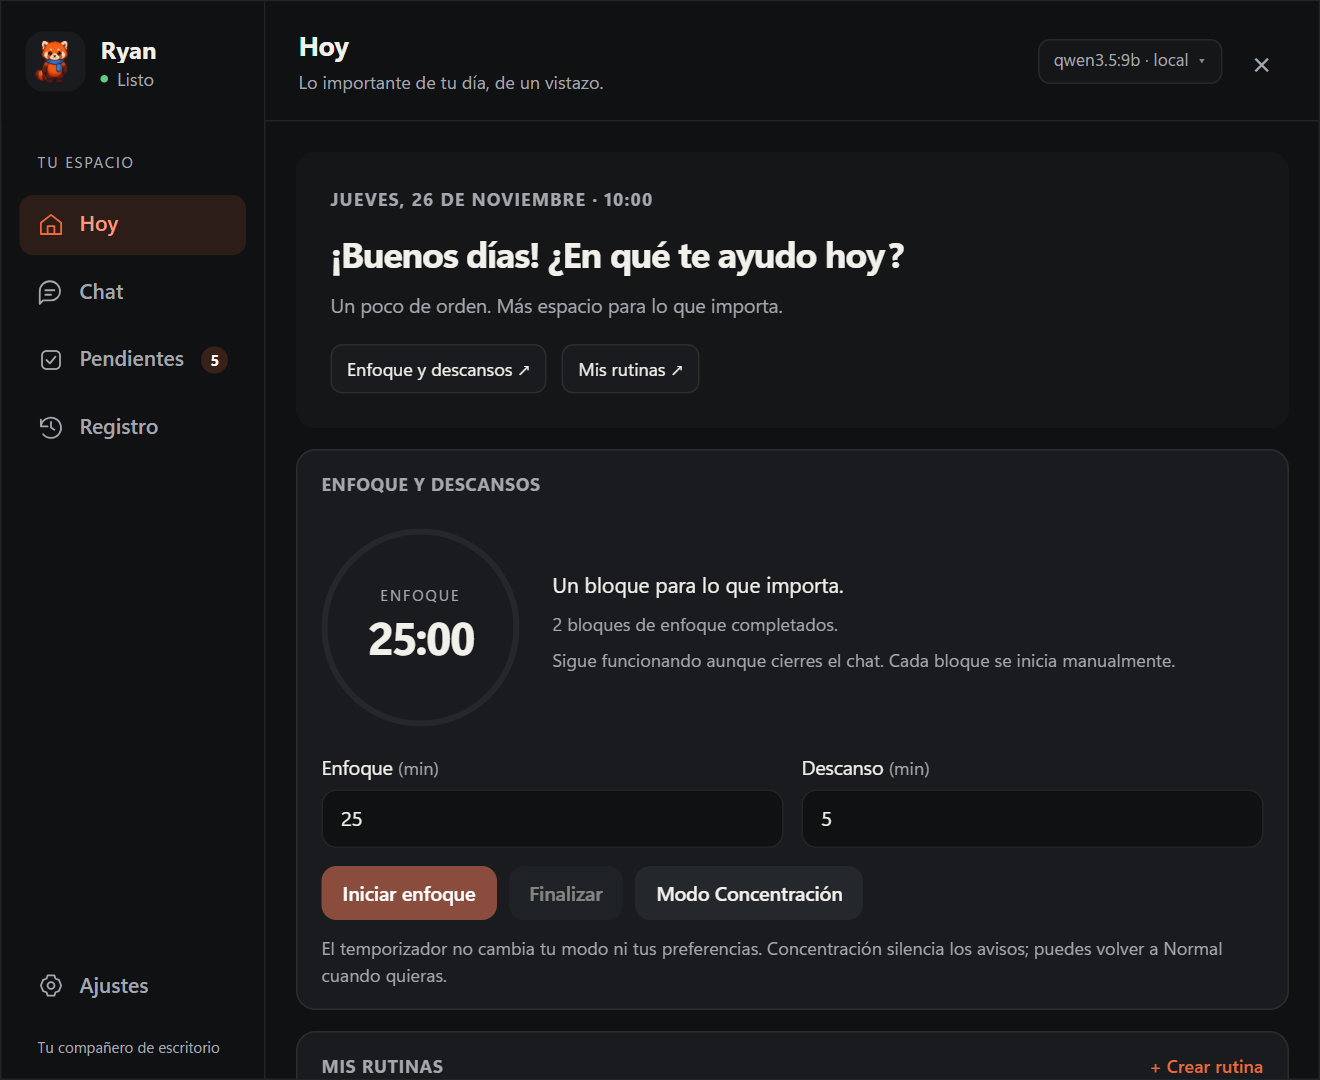 Ryan
Listo
TU ESPACIO
Hoy
Chat
Pendientes 5
Registro
Ajustes
Tu compañero de escritorio
Hoy
Lo importante de tu día, de un vistazo.
qwen3.5:9b · local ▾
✕
JUEVES, 26 DE NOVIEMBRE · 10:00
¡Buenos días! ¿En qué te ayudo hoy?
Un poco de orden. Más espacio para lo que importa.
Enfoque y descansos ↗
Mis rutinas ↗
ENFOQUE Y DESCANSOS
ENFOQUE
25:00
Un bloque para lo que importa.
2 bloques de enfoque completados.
Sigue funcionando aunque cierres el chat. Cada bloque se inicia manualmente.
Enfoque (min)
Descanso (min)
25
5
Iniciar enfoque
Finalizar
Modo Concentración
El temporizador no cambia tu modo ni tus preferencias. Concentración silencia los avisos; puedes volver a Normal
cuando quieras.
MIS RUTINAS
+ Crear rutina